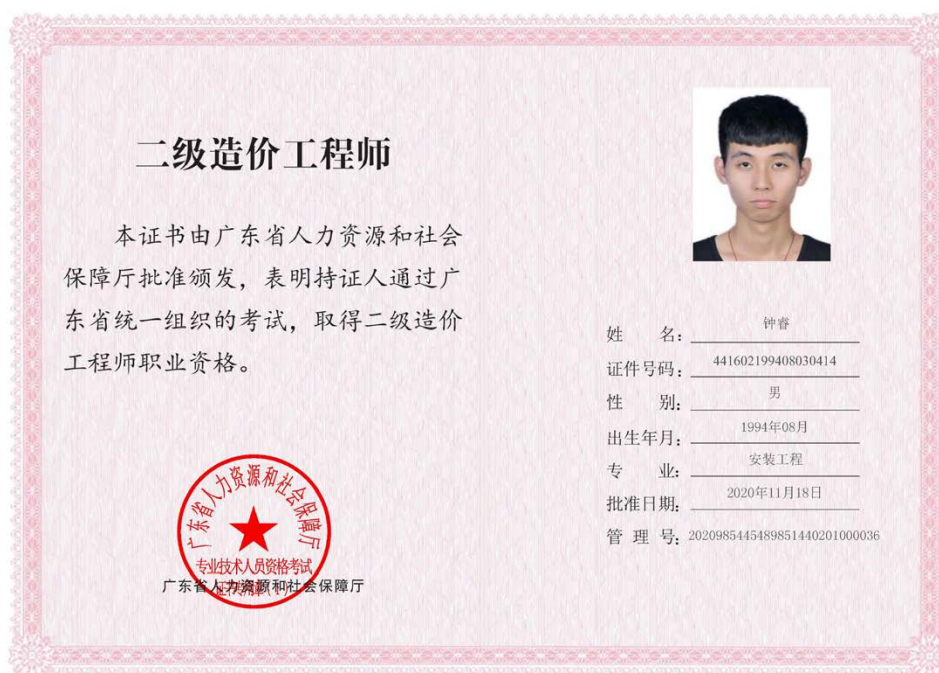 二级造价工程师
本证书由广东省人力资源和社会
保障厅批准颁发，表明持证人通过广
东省统一组织的考试，取得二级造价
工程师职业资格。
广东省人力资源和社会保障厅
专业技术人员资格考试
广东省人力资源和社会保障厅
姓 名：钟睿
证件号码：441602199408030414
性 别：男
出生年月：1994年08月
专 业：安装工程
批准日期：2020年11月18日
管 理 号：2020985445489851440201000036